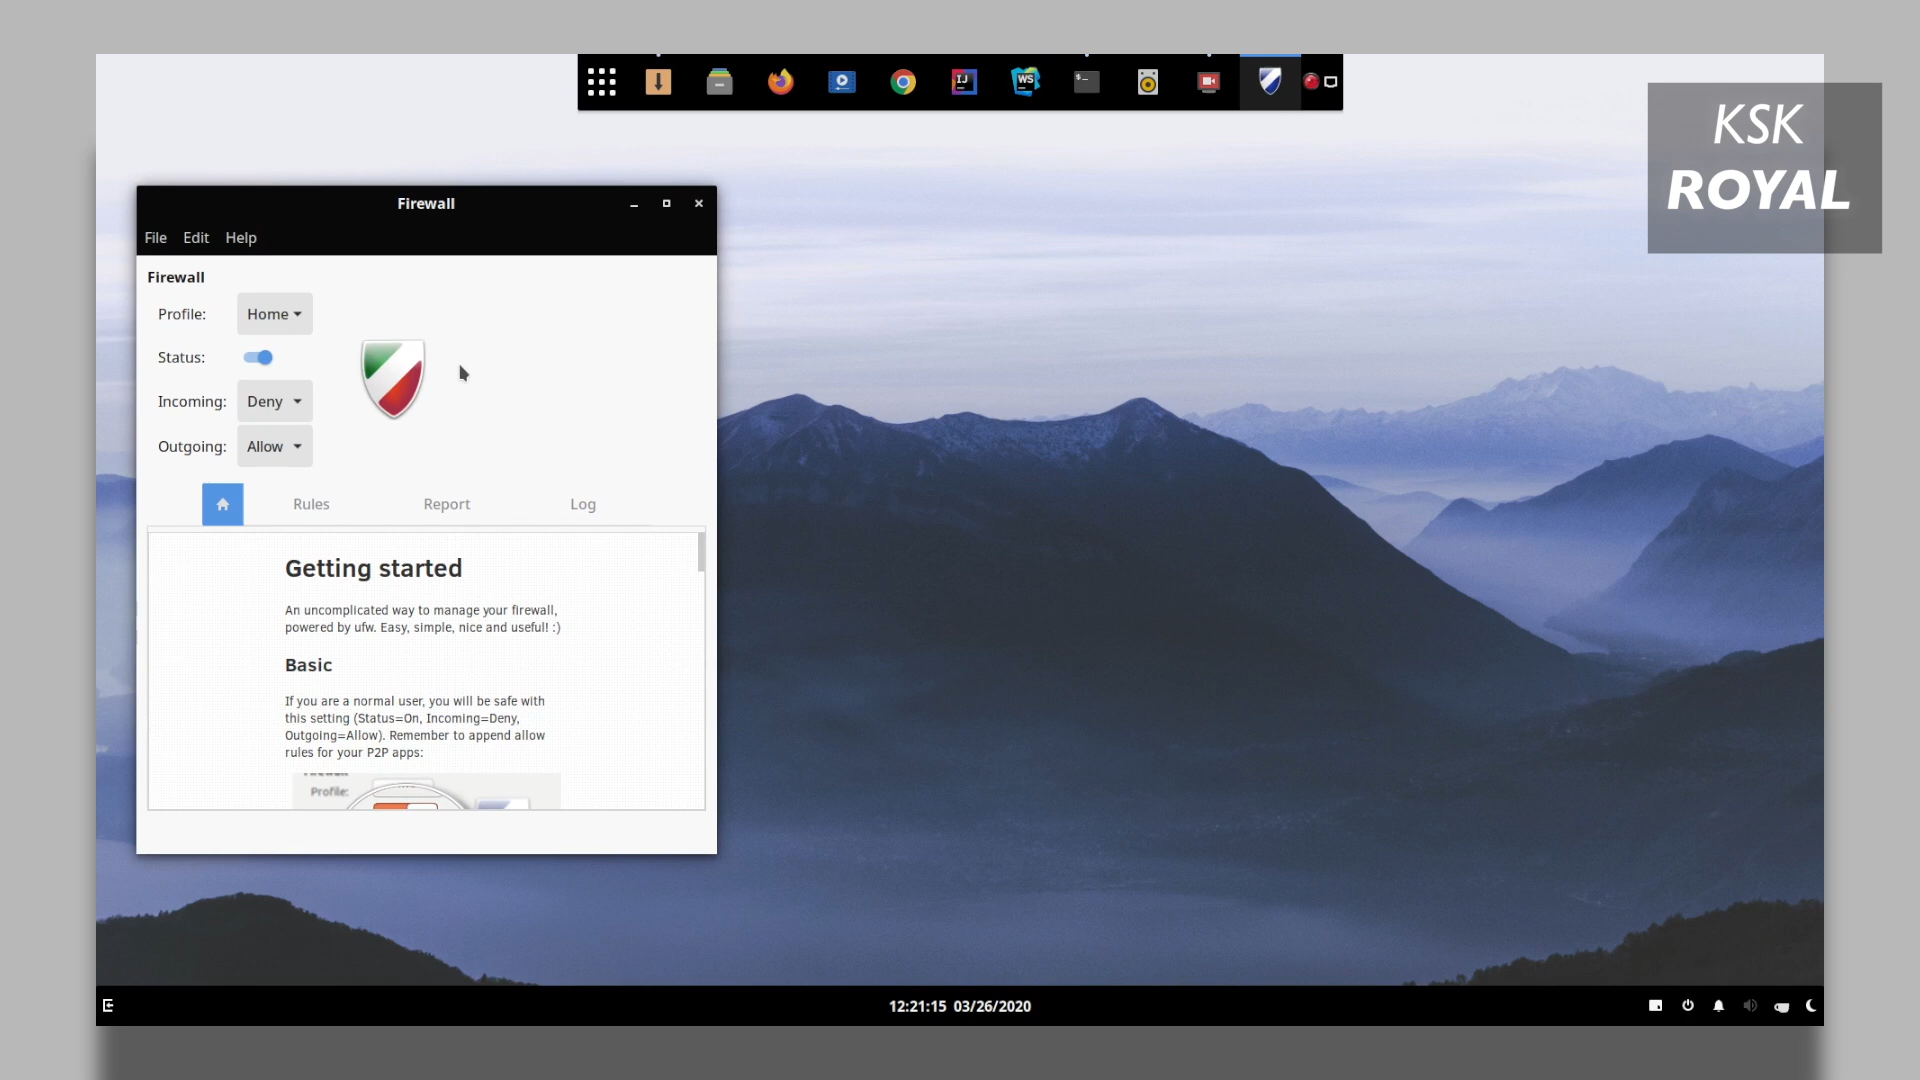 IJ
WS
KSK
ROYAL
Firewall
File Edit Help
Firewall
Profile: Home
Status:
Incoming: Deny
Outgoing: Allow
Rules Report Log
Getting started
An uncomplicated way to manage your firewall,
powered by ufw. Easy, simple, nice and useful! :)
Basic
If you are a normal user, you will be safe with
this setting (Status=On, Incoming=Deny,
Outgoing=Allow). Remember to append allow
rules for your P2P apps:
Profile:
12:21:15 03/26/2020